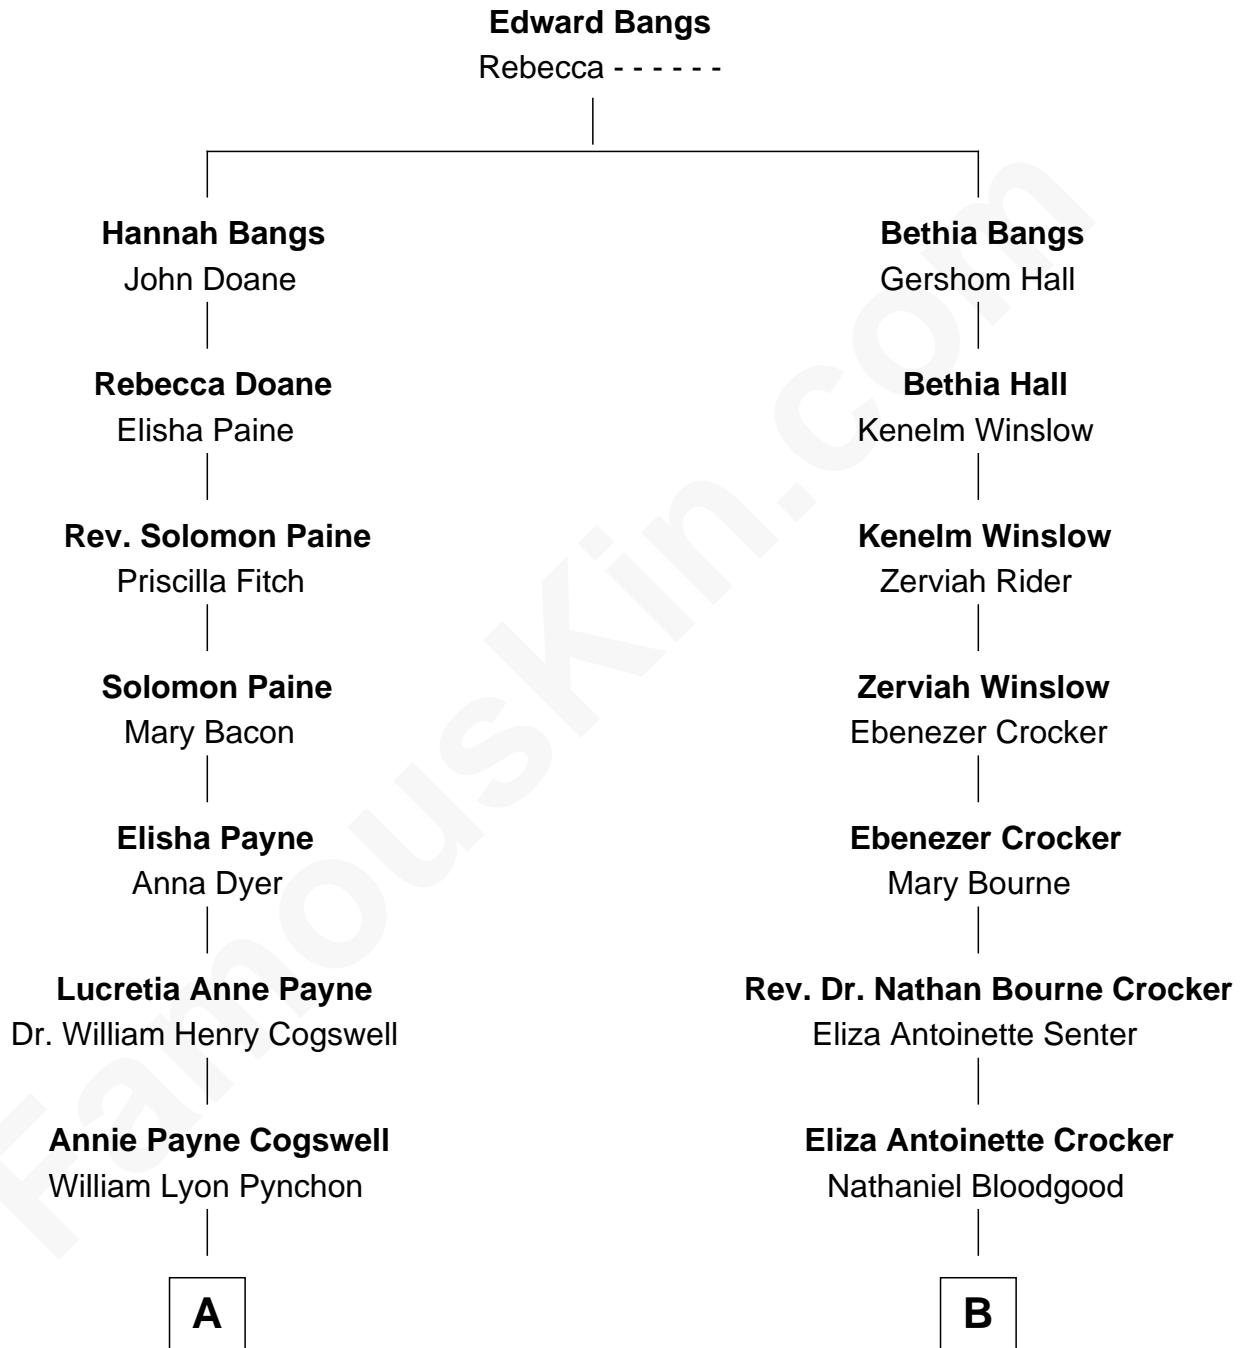 Edward Bangs
Rebecca - - - - - -
Hannah Bangs
John Doane
Bethia Bangs
Gershom Hall
Rebecca Doane
Elisha Paine
Bethia Hall
Kenelm Winslow
Rev. Solomon Paine
Priscilla Fitch
Kenelm Winslow
Zerviah Rider
Solomon Paine
Mary Bacon
Zerviah Winslow
Ebenezer Crocker
Elisha Payne
Anna Dyer
Ebenezer Crocker
Mary Bourne
Lucretia Anne Payne
Dr. William Henry Cogswell
Rev. Dr. Nathan Bourne Crocker
Eliza Antoinette Senter
Annie Payne Cogswell
William Lyon Pynchon
Eliza Antoinette Crocker
Nathaniel Bloodgood
A
B
FamousKin.com